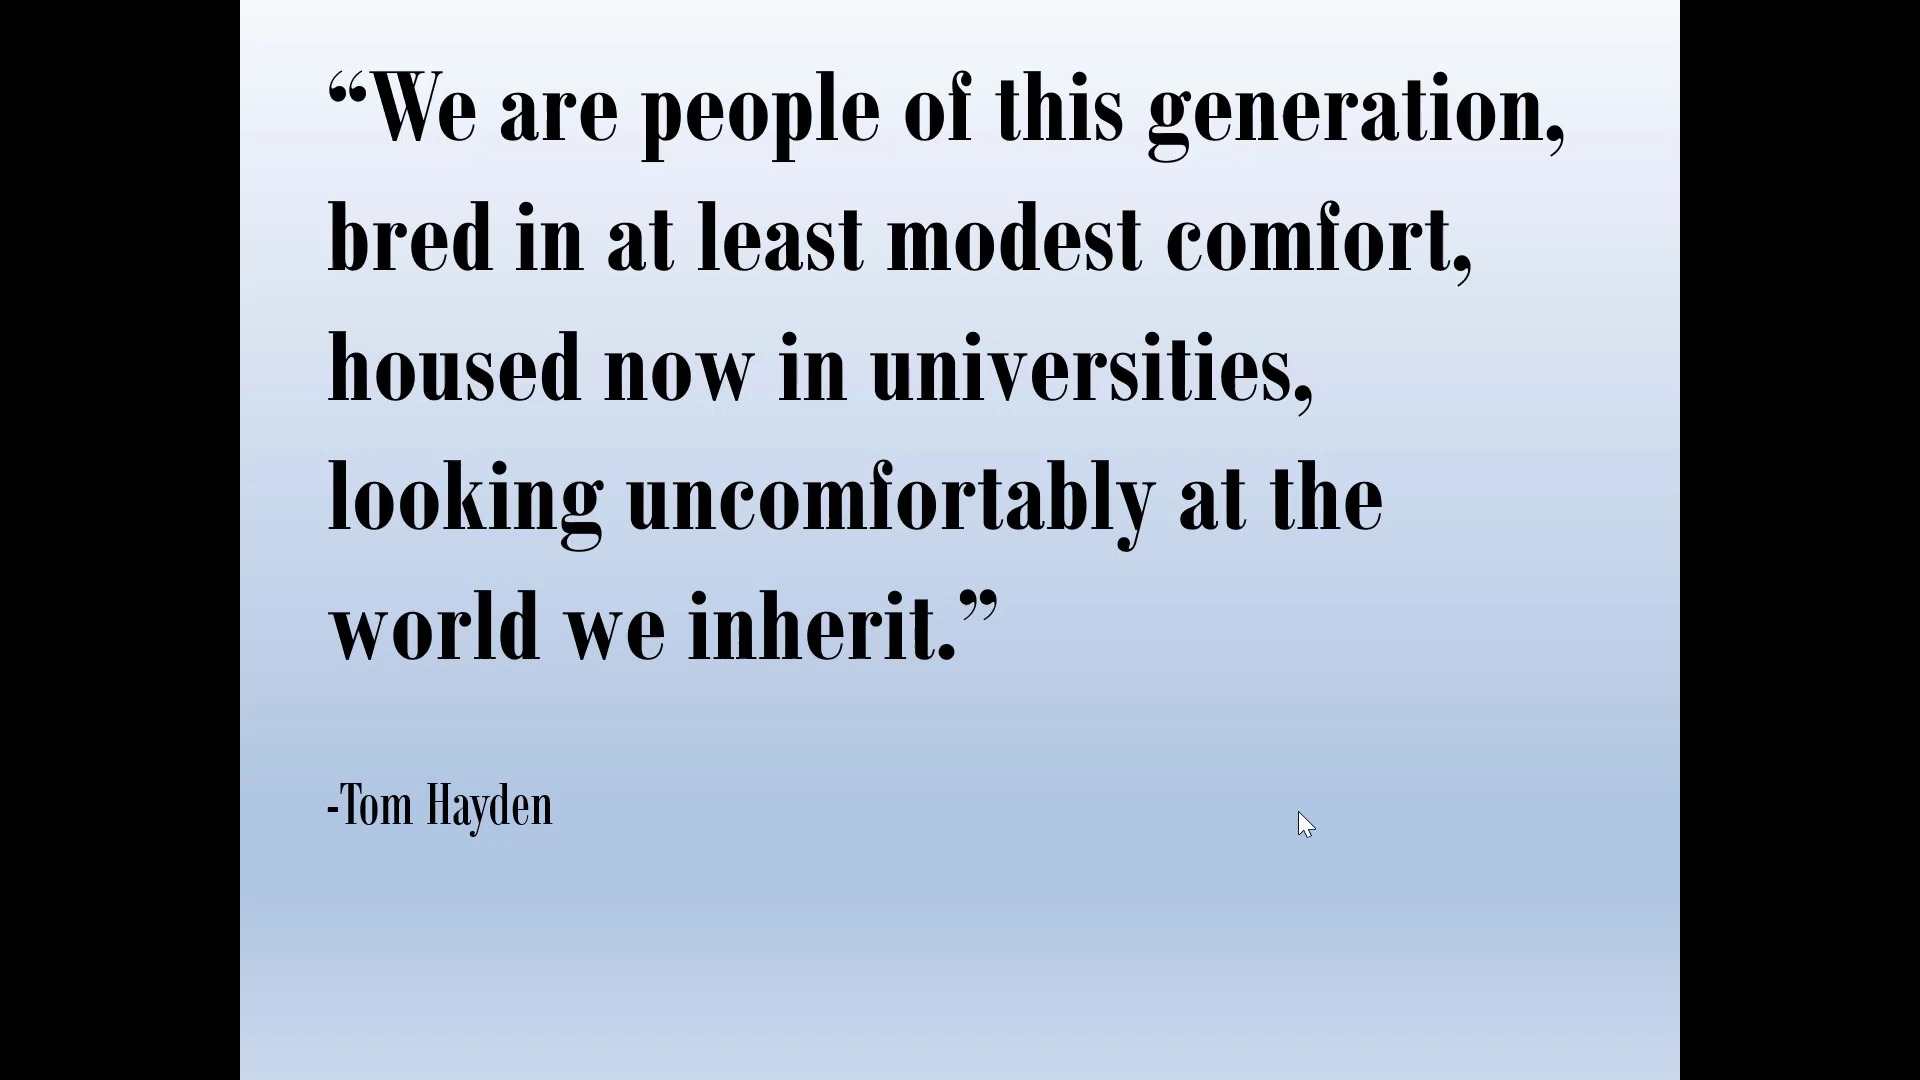 “We are people of this generation,
bred in at least modest comfort,
housed now in universities,
looking uncomfortably at the
world we inherit.”
-Tom Hayden